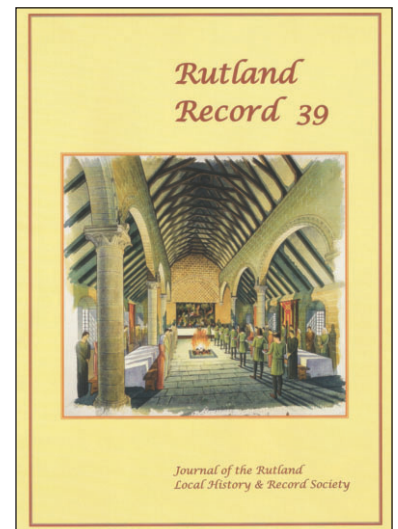 Rutland
Record 39
Journal of the Rutland
Local History & Record Society